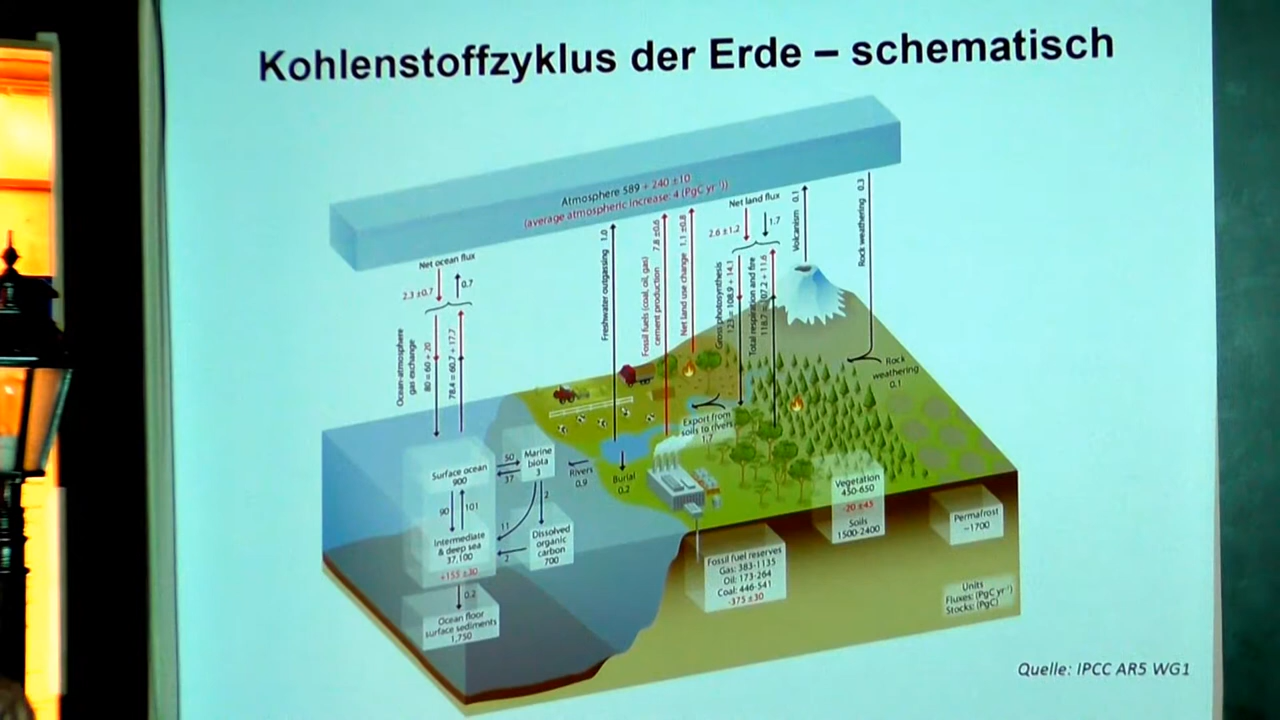 Kohlenstoffzyklus der Erde – schematisch
Atmosphere 589 + 240 ±10
(average atmospheric increase: 4 (PgC yr⁻¹))
Net ocean flux
2.3 ±0.7
0.7
Ocean-atmosphere
gas exchange
80 = 60 + 20
78.4 = 60.7 + 17.7
Freshwater outgassing 1.0
Fossil fuels (coal, oil, gas)
cement production 7.8 ±0.6
Net land use change 1.1 ±0.8
Net land flux
2.6 ±1.2
1.7
Gross photosynthesis
123 = 108.9 + 14.1
Total respiration and fire
118.7 = 107.2 + 11.6
Volcanism 0.1
Rock weathering 0.3
Rock
weathering
0.1
Export from
soils to rivers
1.7
Surface ocean
900
50
37
Marine
biota
3
Rivers
0.9
Burial
0.2
90
101
11
2
Intermediate
& deep sea
37,100
+155 ±30
2
Dissolved
organic
carbon
700
0.2
Ocean floor
surface sediments
1,750
Vegetation
450-650
-20 ±45
Soils
1500-2400
Permafrost
~1700
Fossil fuel reserves
Gas: 383-1135
Oil: 173-264
Coal: 446-541
-375 ±30
Units
Fluxes: (PgC yr⁻¹)
Stocks: (PgC)
Quelle: IPCC AR5 WG1